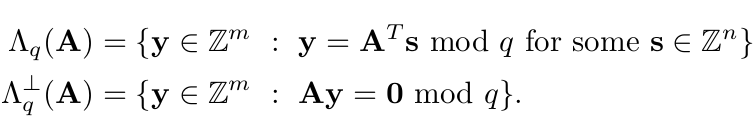 Λ_q(𝐀) = {𝐲 ∈ ℤ^m : 𝐲 = 𝐀^T 𝐬 mod q for some 𝐬 ∈ ℤ^n}
Λ_q^⊥(𝐀) = {𝐲 ∈ ℤ^m : 𝐀𝐲 = 𝟎 mod q}.